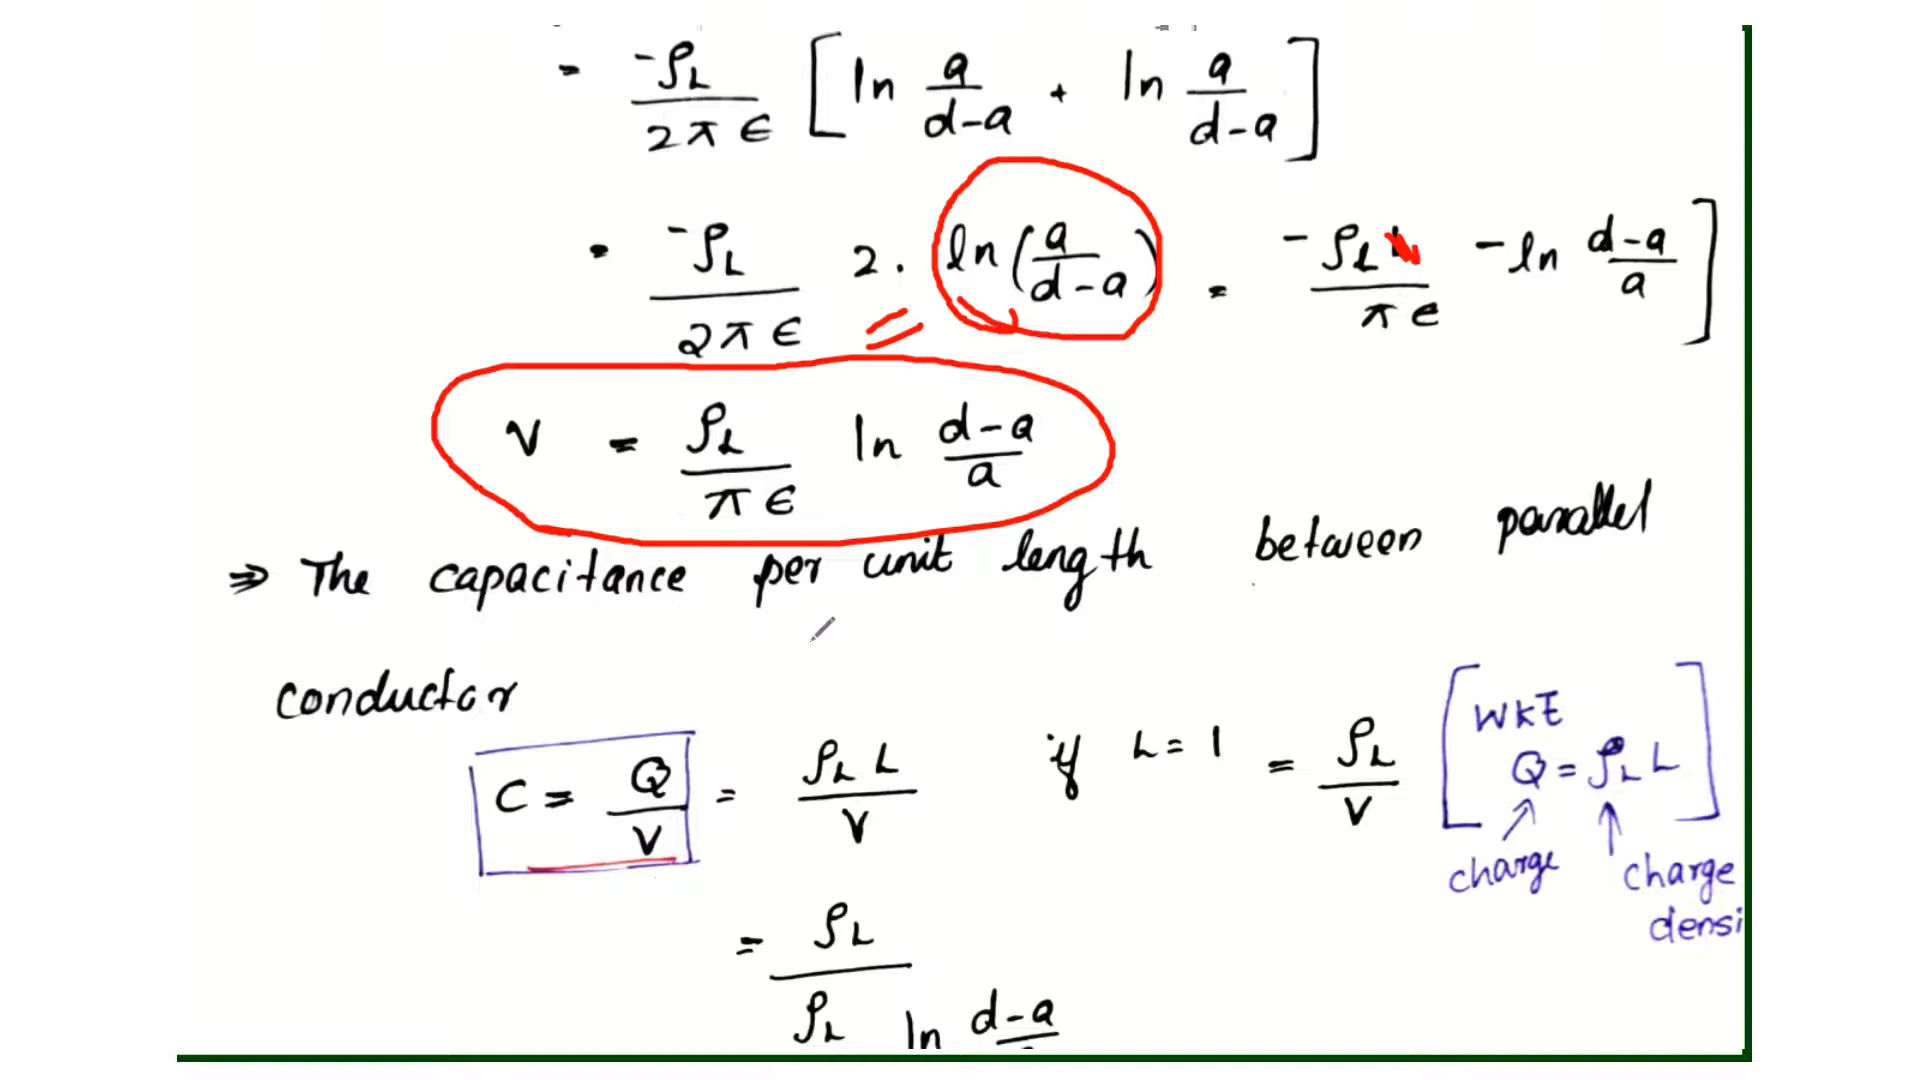 = -ρL / 2πϵ [ ln a/d-a + ln a/d-a ]
= -ρL / 2πϵ 2. ln (a/d-a) = -ρL / πϵ -ln d-a/a ]
V = ρL / πϵ ln d-a/a
⇒ The capacitance per unit length between parallel
conductor
C = Q/V = ρL L / V if L = 1 = ρL / V [ WKE
Q = ρL L ]
charge charge
densi
= ρL
ρL ln d-a